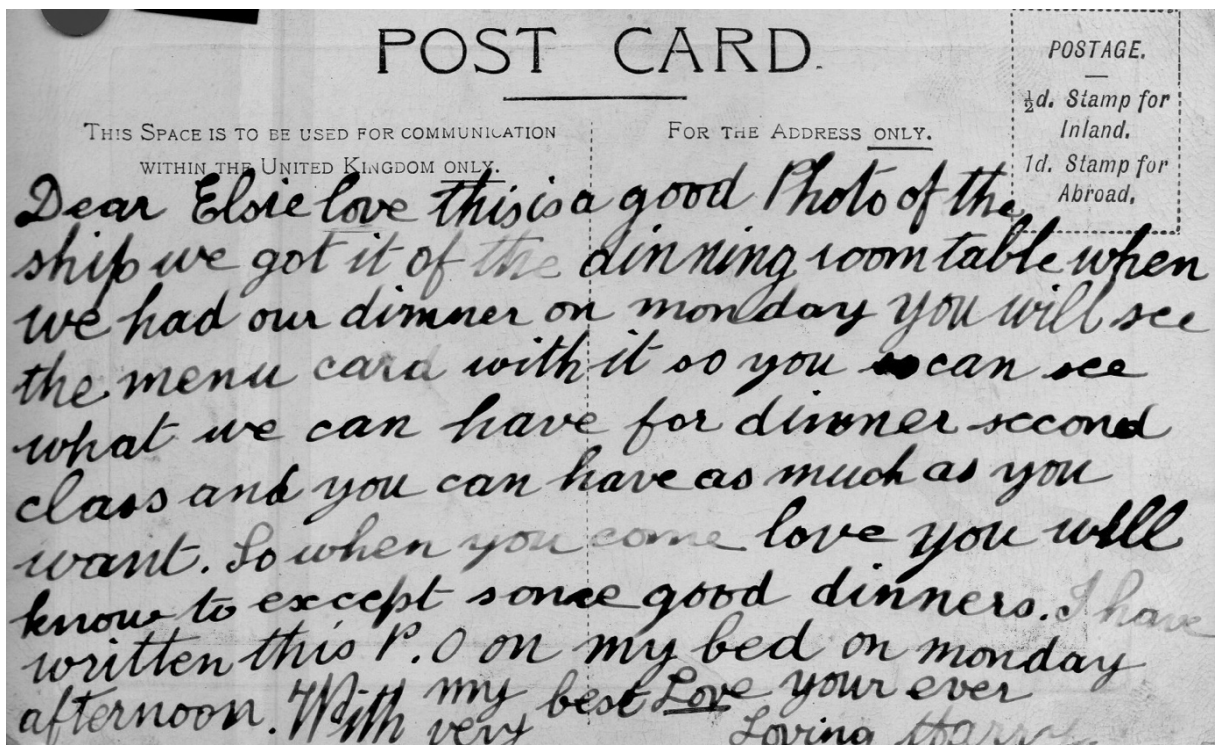 POST CARD.
POSTAGE.
½d. Stamp for
Inland.
1d. Stamp for
Abroad.
THIS SPACE IS TO BE USED FOR COMMUNICATION
WITHIN THE UNITED KINGDOM ONLY.
FOR THE ADDRESS ONLY.
Dear Elsie love this is a good Photo of the
ship we got it of the dinning room table when
we had our dinner on monday you will see
the menu card with it so you can see
what we can have for dinner second
class and you can have as much as you
want. So when you come love you will
know to except some good dinners. I have
written this P.O on my bed on monday
afternoon. With my very best Love your ever
Loving Harry